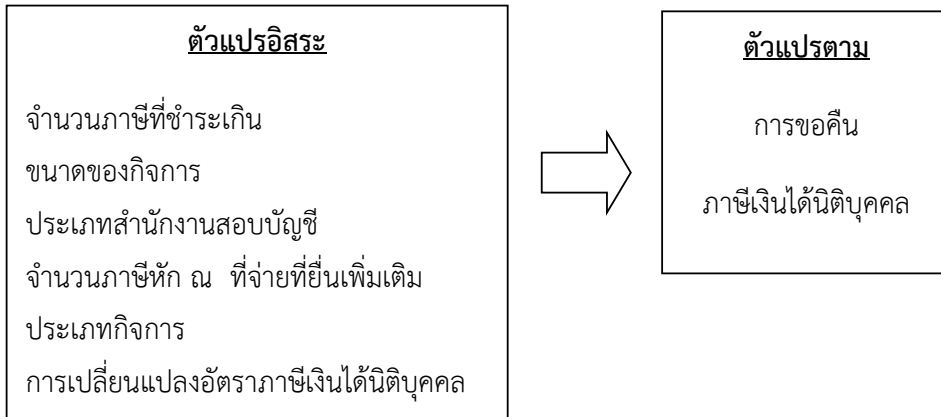 ตัวแปรอิสระ
จำนวนภาษีที่ชำระเกิน
ขนาดของกิจการ
ประเภทสำนักงานสอบบัญชี
จำนวนภาษีหัก ณ ที่จ่ายที่ยื่นเพิ่มเติม
ประเภทกิจการ
การเปลี่ยนแปลงอัตราภาษีเงินได้นิติบุคคล
ตัวแปรตาม
การขอคืน
ภาษีเงินได้นิติบุคคล